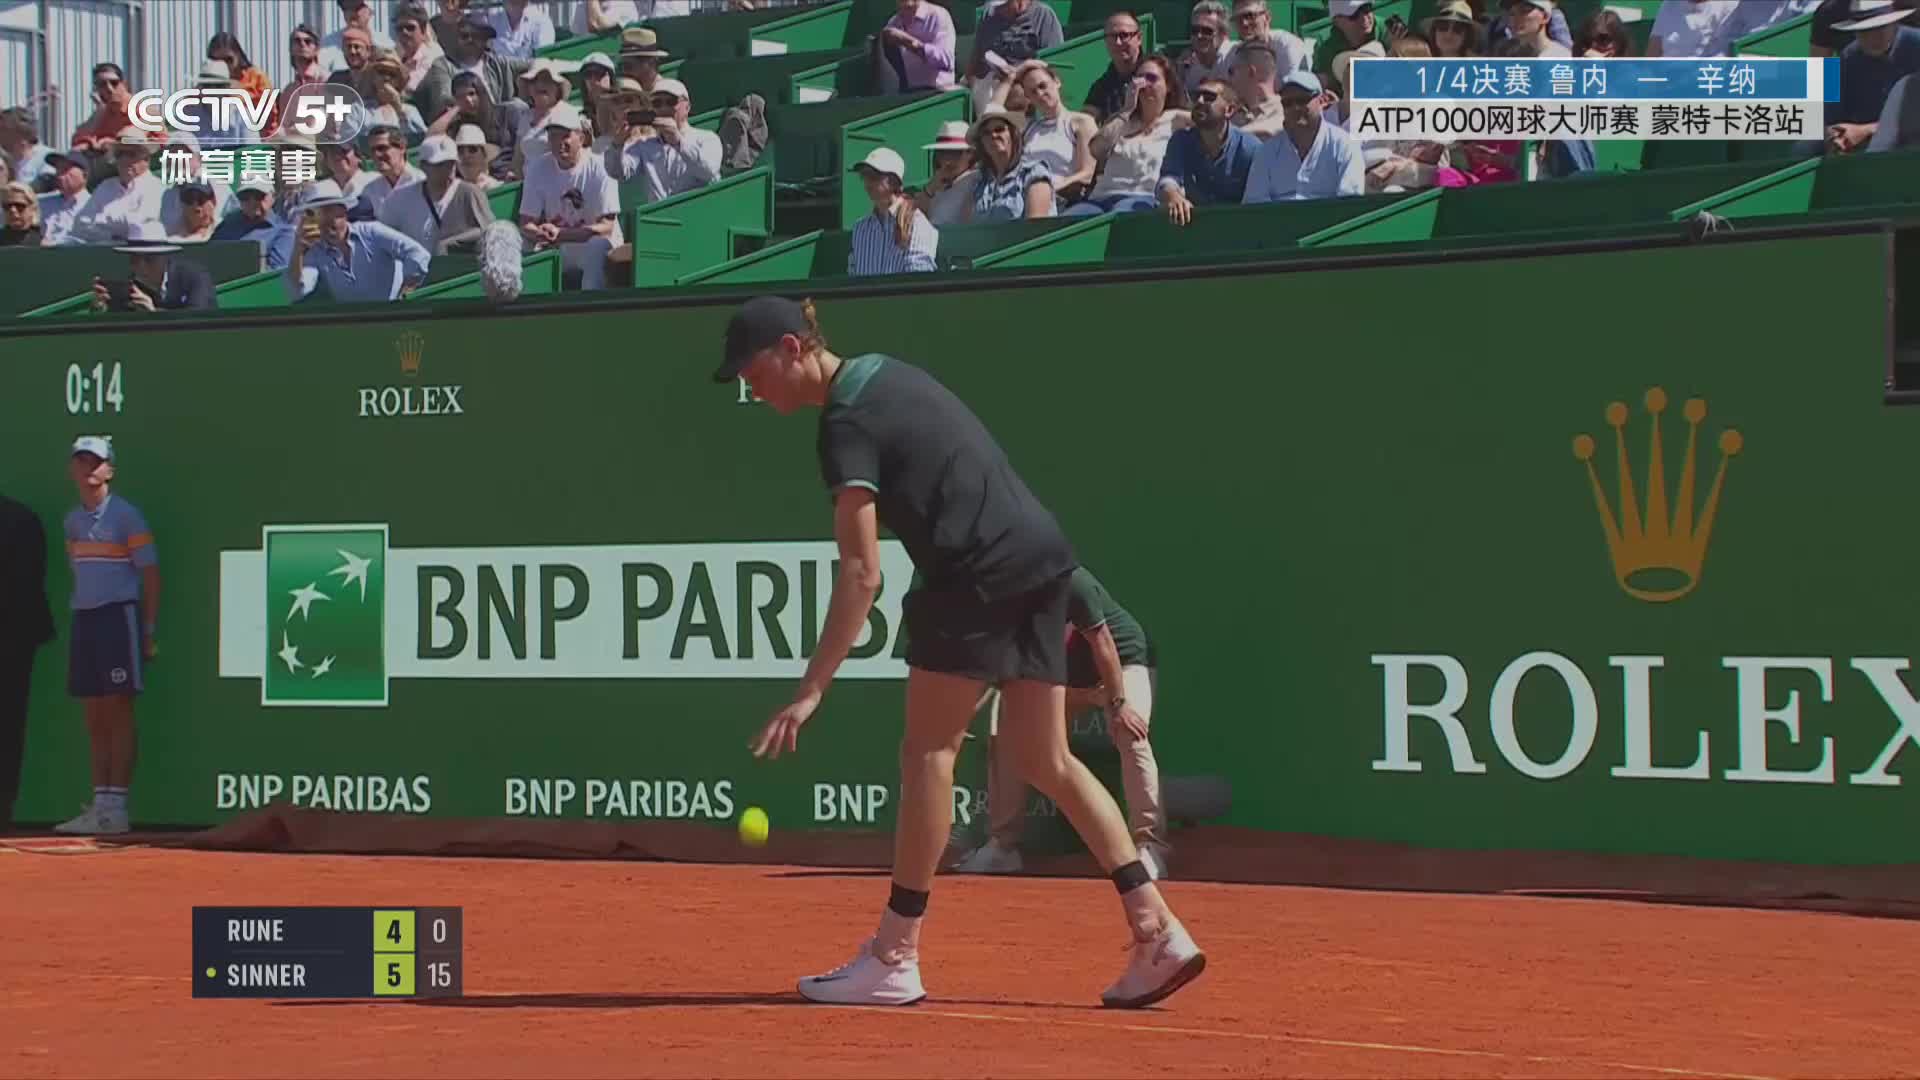 CCTV 5+
体育赛事
1/4决赛 鲁内 — 辛纳
ATP1000网球大师赛 蒙特卡洛站
0:14
ROLEX
BNP PARIBAS
ROLEX
BNP PARIBAS
BNP PARIBAS
BNP
RUNE 4 0
SINNER 5 15